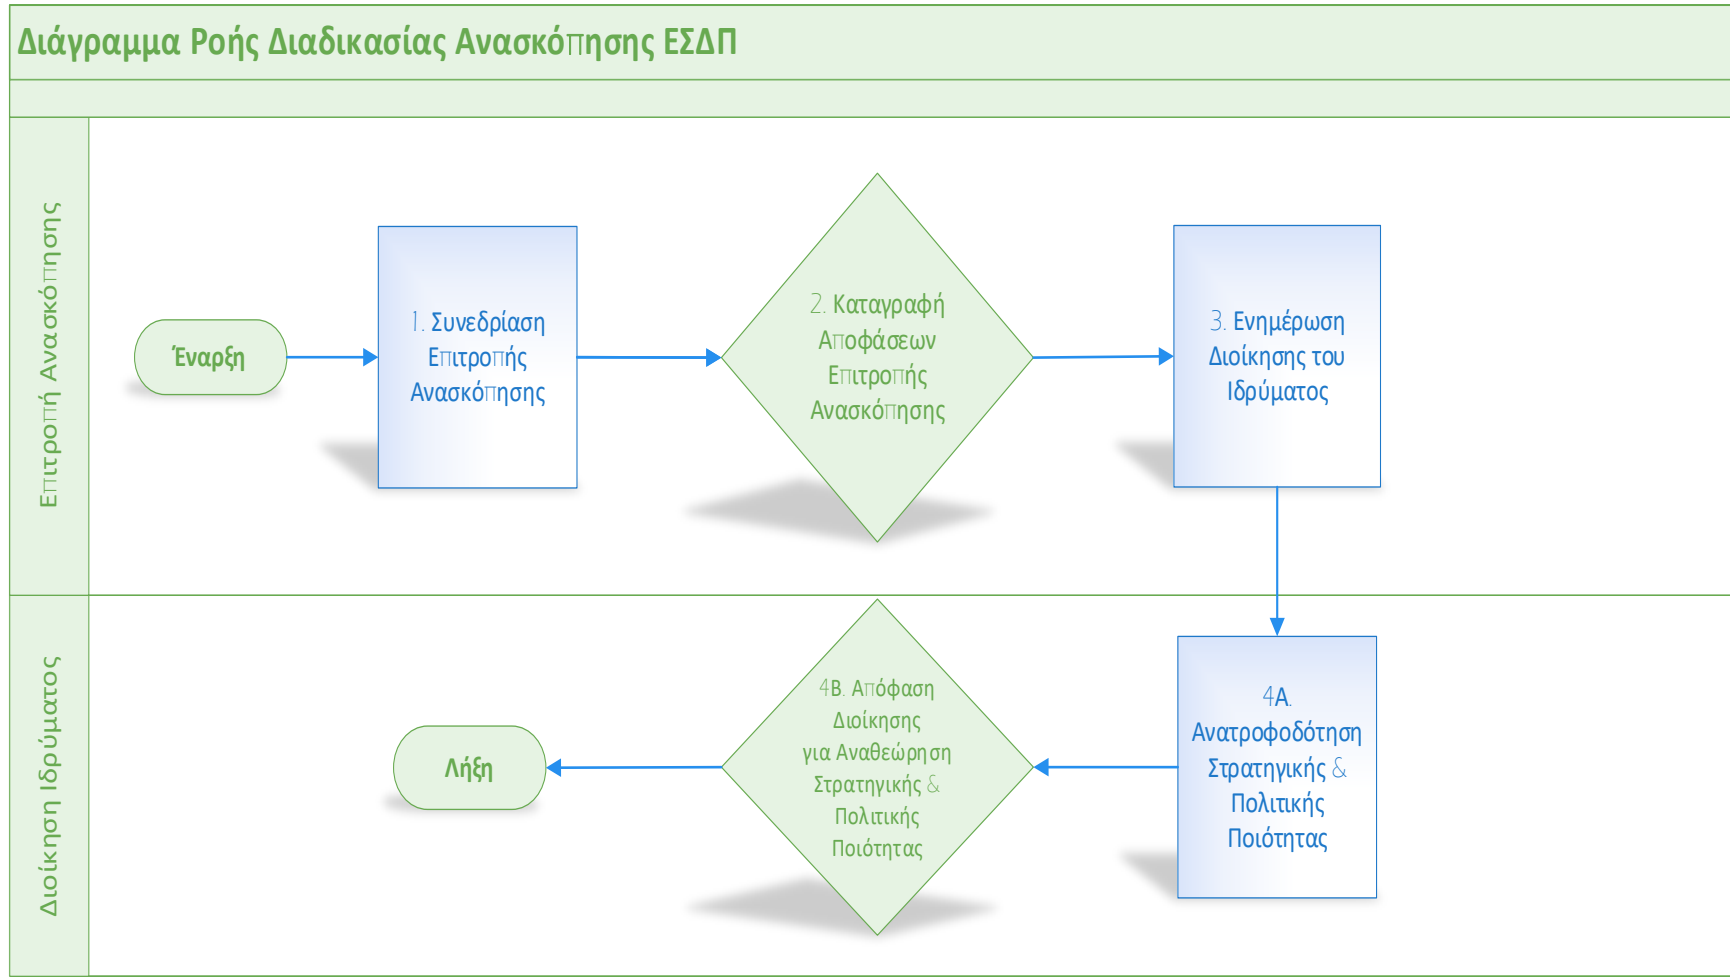 Διάγραμμα Ροής Διαδικασίας Ανασκόπησης ΕΣΔΠ
Επιτροπή Ανασκόπησης
Έναρξη
1. Συνεδρίαση
Επιτροπής
Ανασκόπησης
2. Καταγραφή
Αποφάσεων
Επιτροπής
Ανασκόπησης
3. Ενημέρωση
Διοίκησης του
Ιδρύματος
Διοίκηση Ιδρύματος
4Α.
Ανατροφοδότηση
Στρατηγικής &
Πολιτικής
Ποιότητας
4Β. Απόφαση
Διοίκησης
για Αναθεώρηση
Στρατηγικής &
Πολιτικής
Ποιότητας
Λήξη